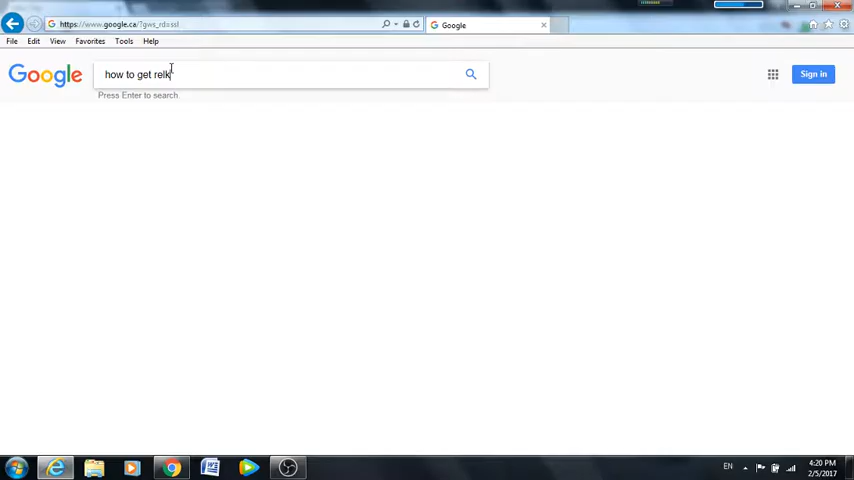 https://www.google.ca/?gws_rd=ssl
Google
File Edit View Favorites Tools Help
Google
how to get relk
Sign in
Press Enter to search
EN
4:20 PM
2/5/2017